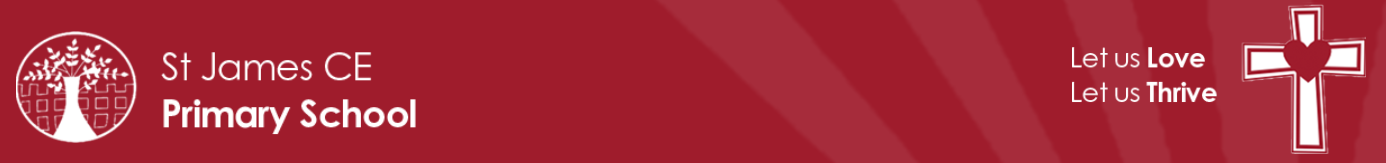 St James CE
Primary School
Let us Love
Let us Thrive